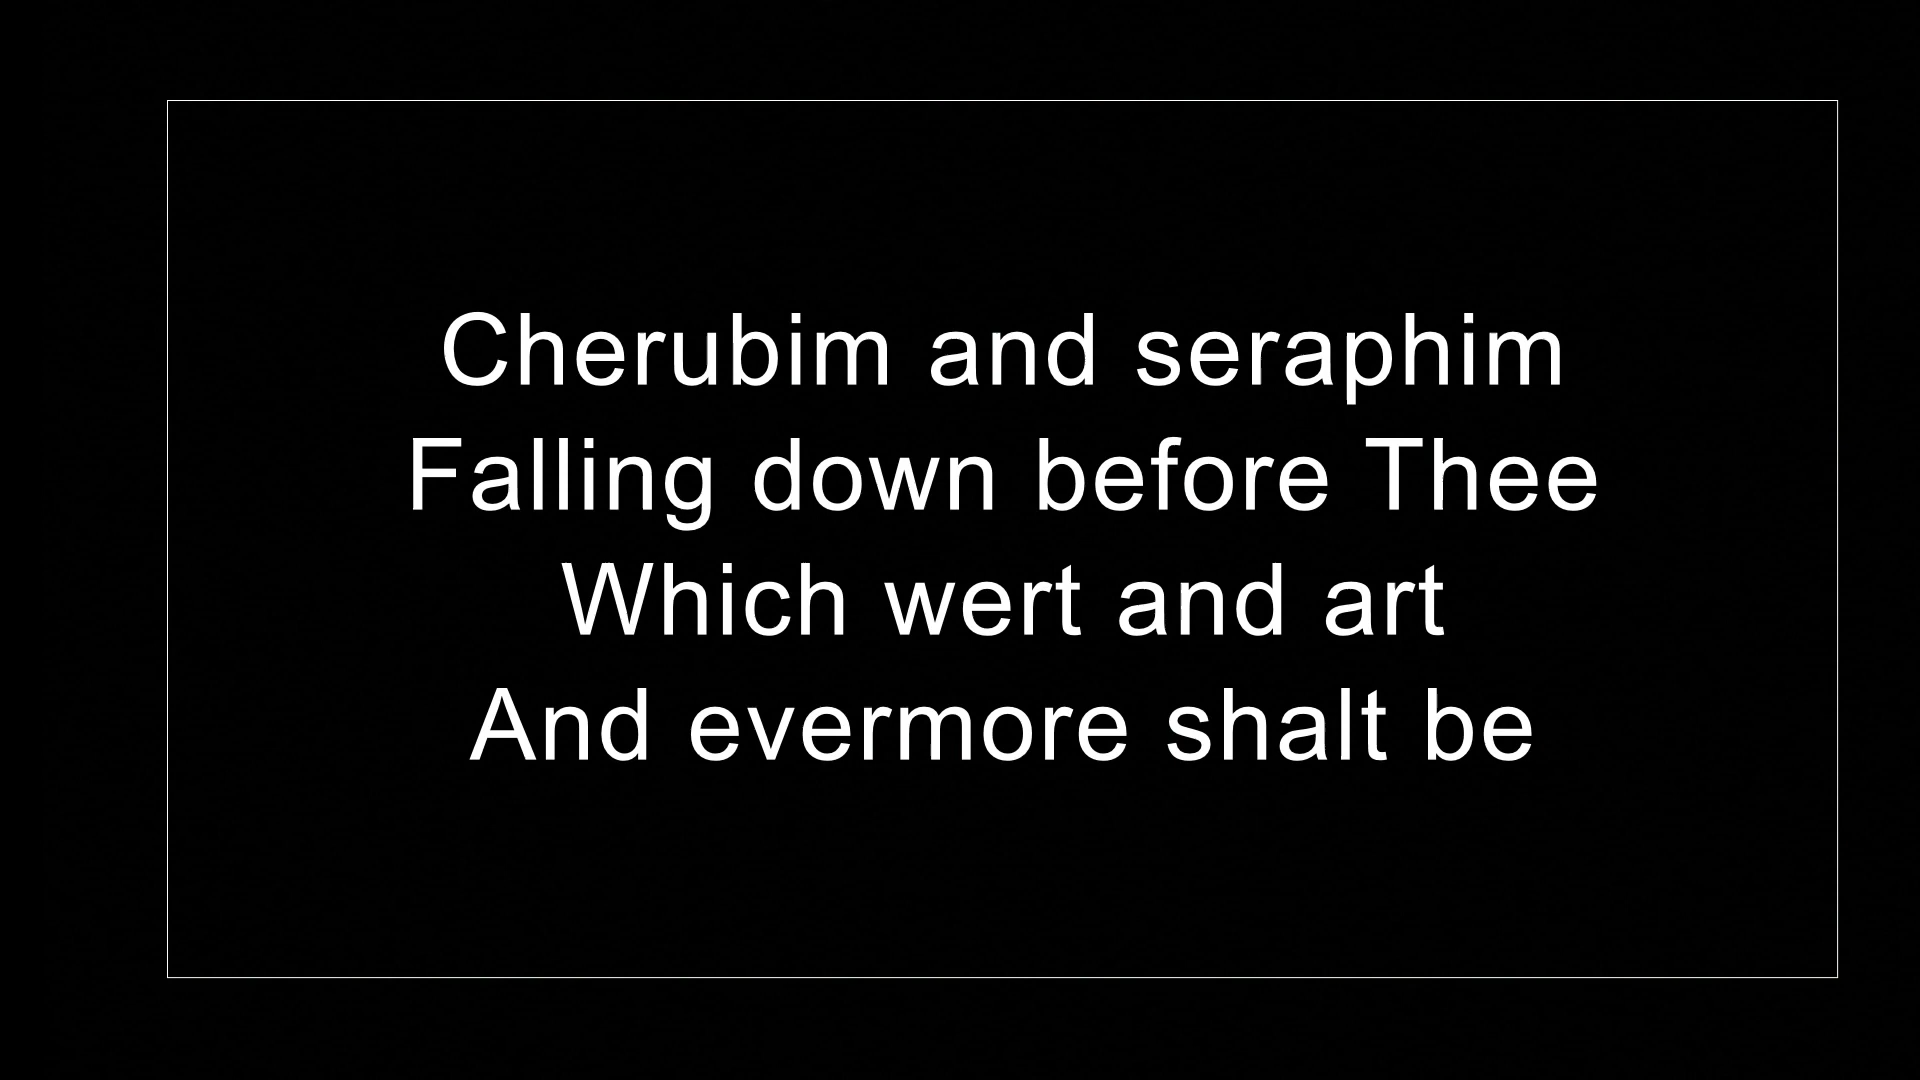 Cherubim and seraphim
Falling down before Thee
Which wert and art
And evermore shalt be